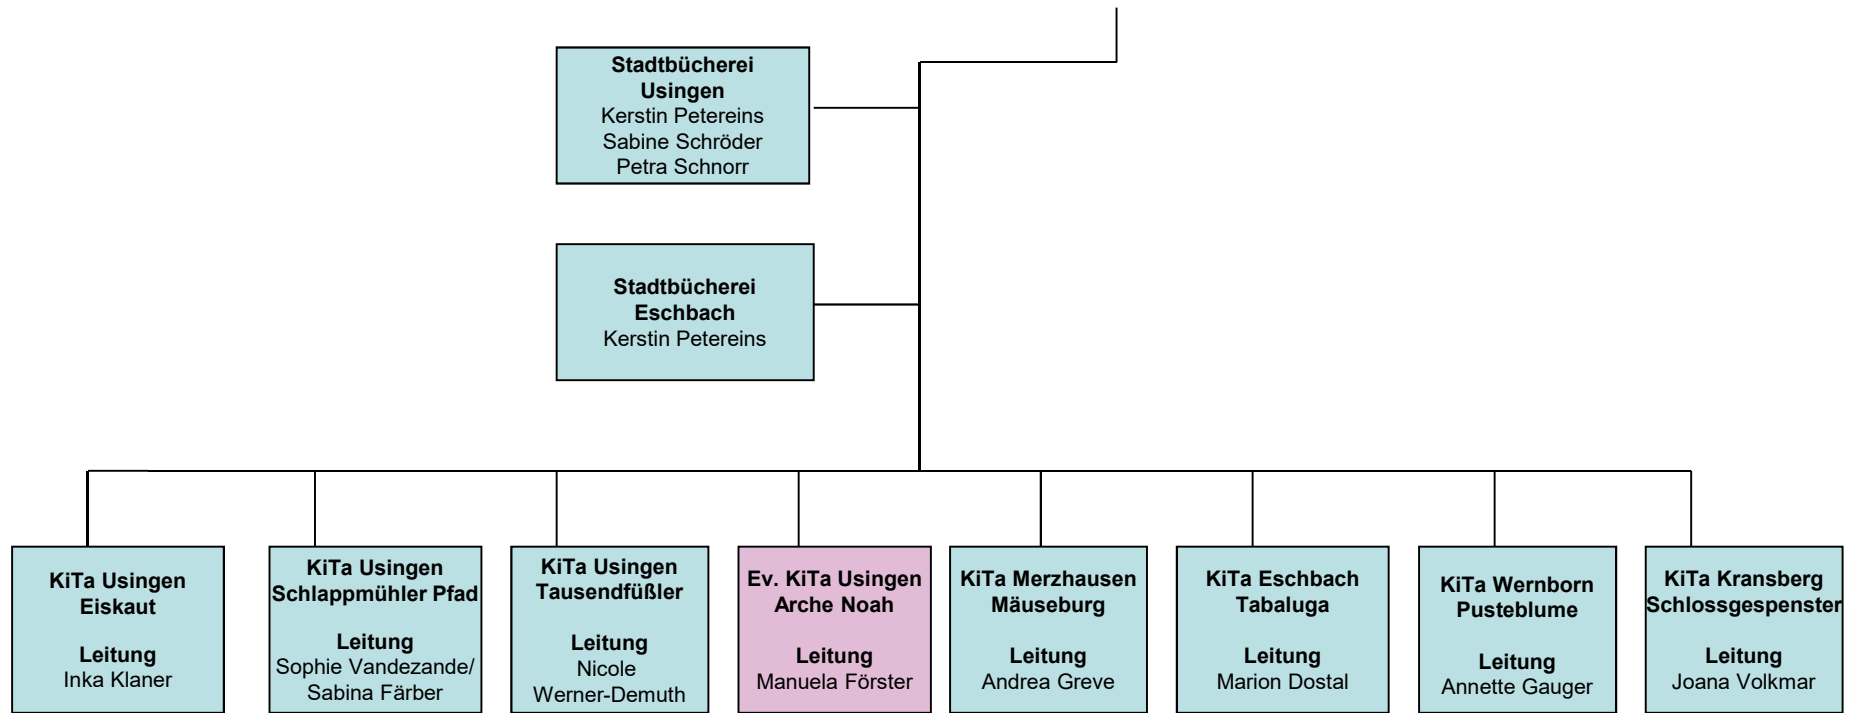 Stadtbücherei
Usingen
Kerstin Petereins
Sabine Schröder
Petra Schnorr
Stadtbücherei
Eschbach
Kerstin Petereins
KiTa Usingen
Eiskaut
Leitung
Inka Klaner
KiTa Usingen
Schlappmühler Pfad
Leitung
Sophie Vandezande/
Sabina Färber
KiTa Usingen
Tausendfüßler
Leitung
Nicole
Werner-Demuth
Ev. KiTa Usingen
Arche Noah
Leitung
Manuela Förster
KiTa Merzhausen
Mäuseburg
Leitung
Andrea Greve
KiTa Eschbach
Tabaluga
Leitung
Marion Dostal
KiTa Wernborn
Pusteblume
Leitung
Annette Gauger
KiTa Kransberg
Schlossgespenster
Leitung
Joana Volkmar